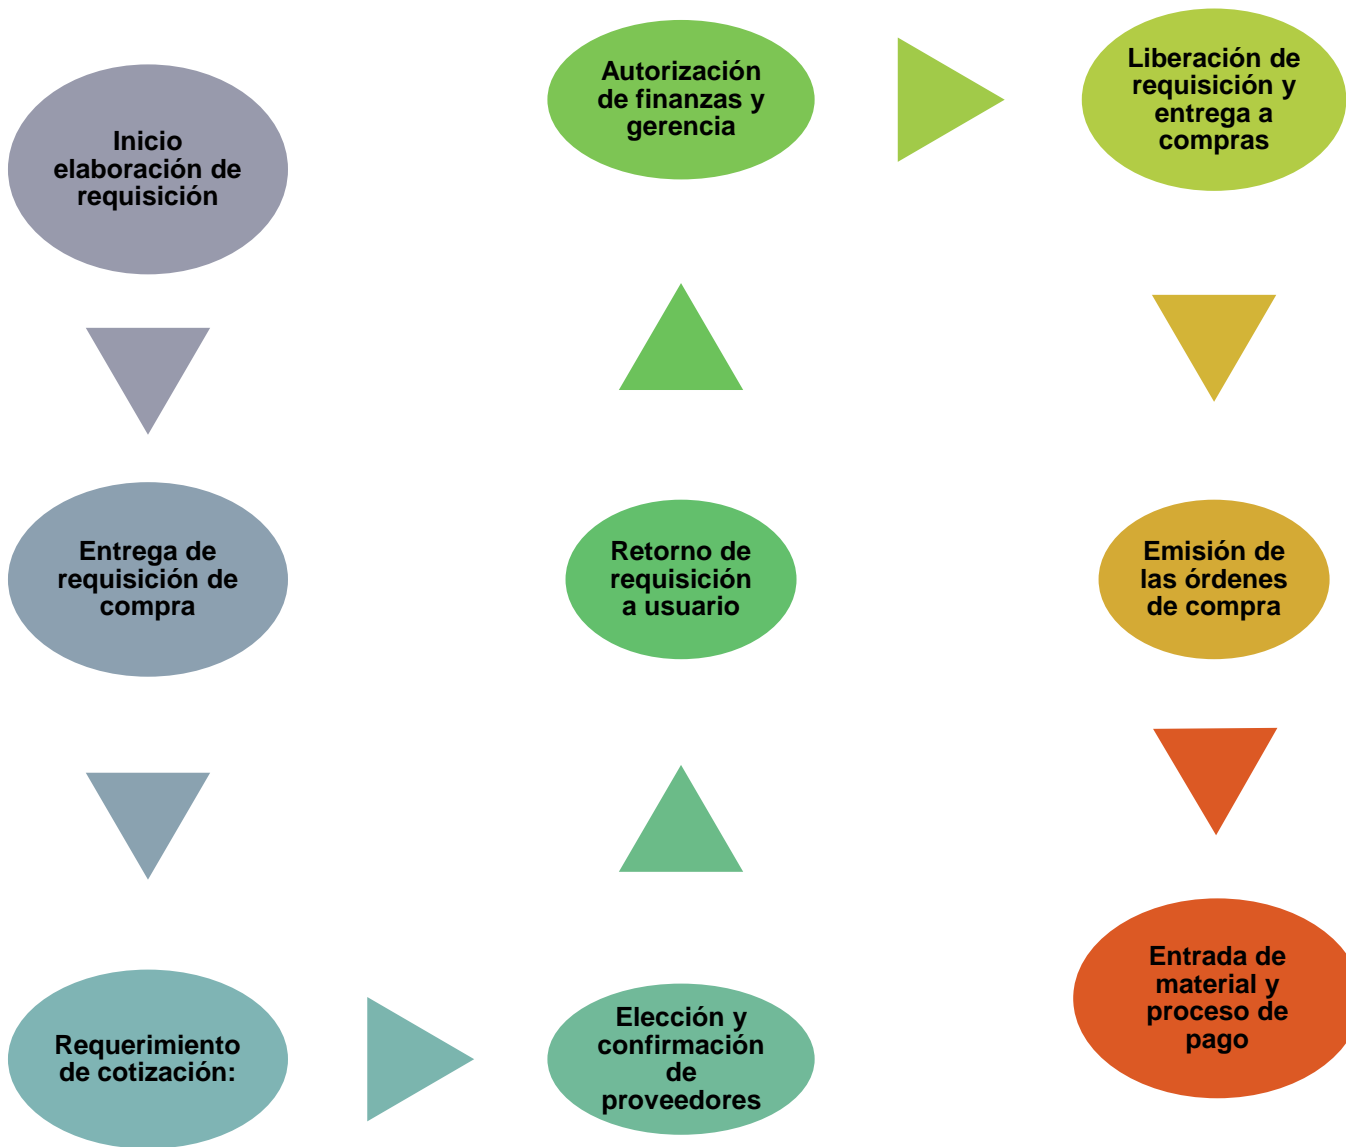 Inicio
elaboración de
requisición
Entrega de
requisición de
compra
Requerimiento
de cotización:
Elección y
confirmación
de
proveedores
Retorno de
requisición
a usuario
Autorización
de finanzas y
gerencia
Liberación de
requisición y
entrega a
compras
Emisión de
las órdenes
de compra
Entrada de
material y
proceso de
pago